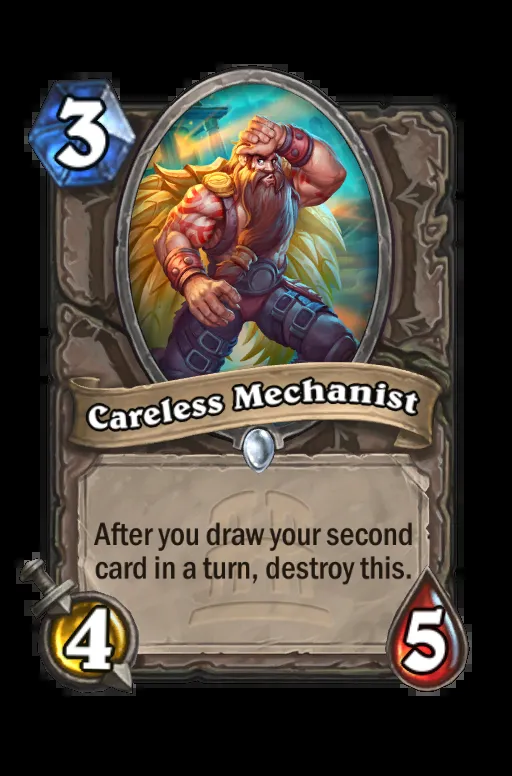 3
Careless Mechanist
After you draw your second
card in a turn, destroy this.
4
5